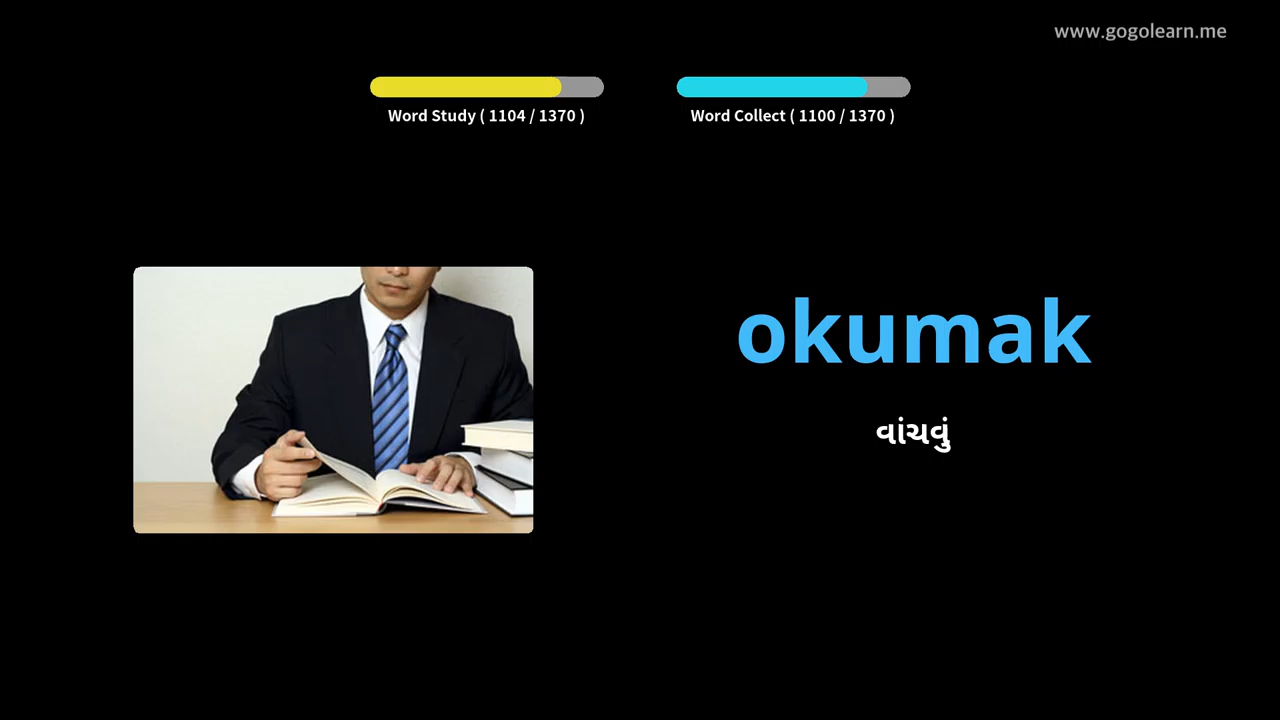 www.gogolearn.me
Word Study ( 1104 / 1370 )
Word Collect ( 1100 / 1370 )
okumak
વાંચવું